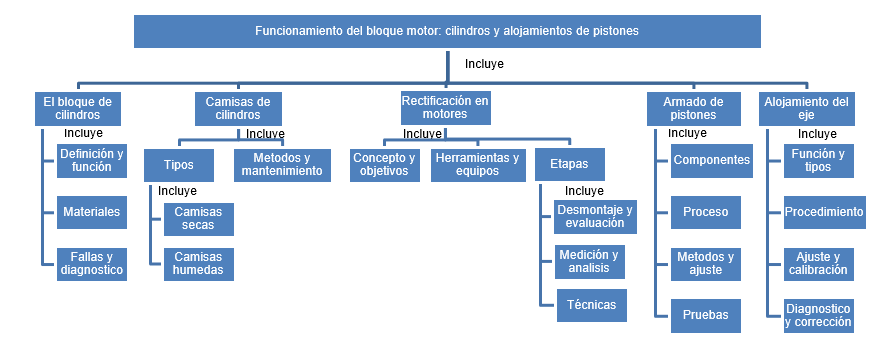 Funcionamiento del bloque motor: cilindros y alojamientos de pistones
Incluye
El bloque de
cilindros
Incluye
Definición y
función
Materiales
Fallas y
diagnostico
Camisas de
cilindros
Incluye
Tipos
Incluye
Camisas
secas
Camisas
humedas
Metodos y
mantenimiento
Rectificación en
motores
Incluye
Concepto y
objetivos
Herramientas y
equipos
Etapas
Incluye
Desmontaje y
evaluación
Medición y
analisis
Técnicas
Armado de
pistones
Incluye
Componentes
Proceso
Metodos y
ajuste
Pruebas
Alojamiento del
eje
Incluye
Función y
tipos
Procedimiento
Ajuste y
calibración
Diagnostico
y corrección